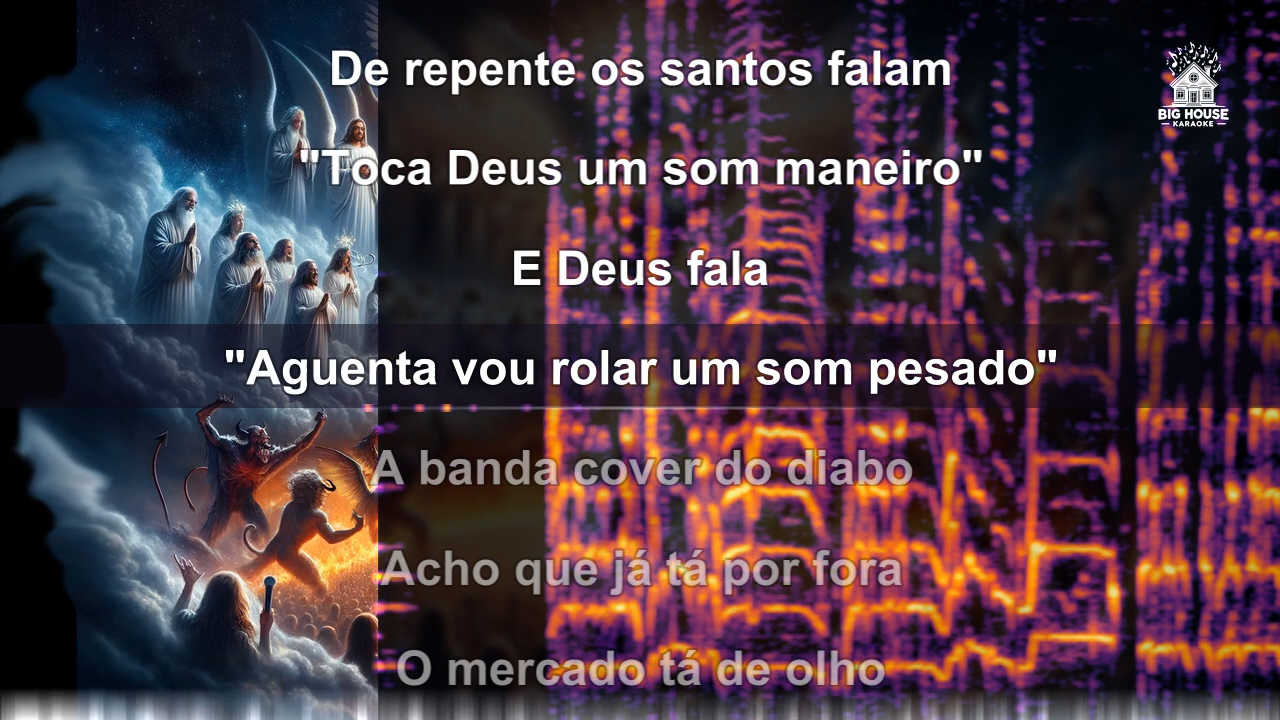 De repente os santos falam
"Toca Deus um som maneiro"
E Deus fala
"Aguenta vou rolar um som pesado"
A banda cover do diabo
Acho que já tá por fora
O mercado tá de olho
BIG HOUSE
KARAOKE